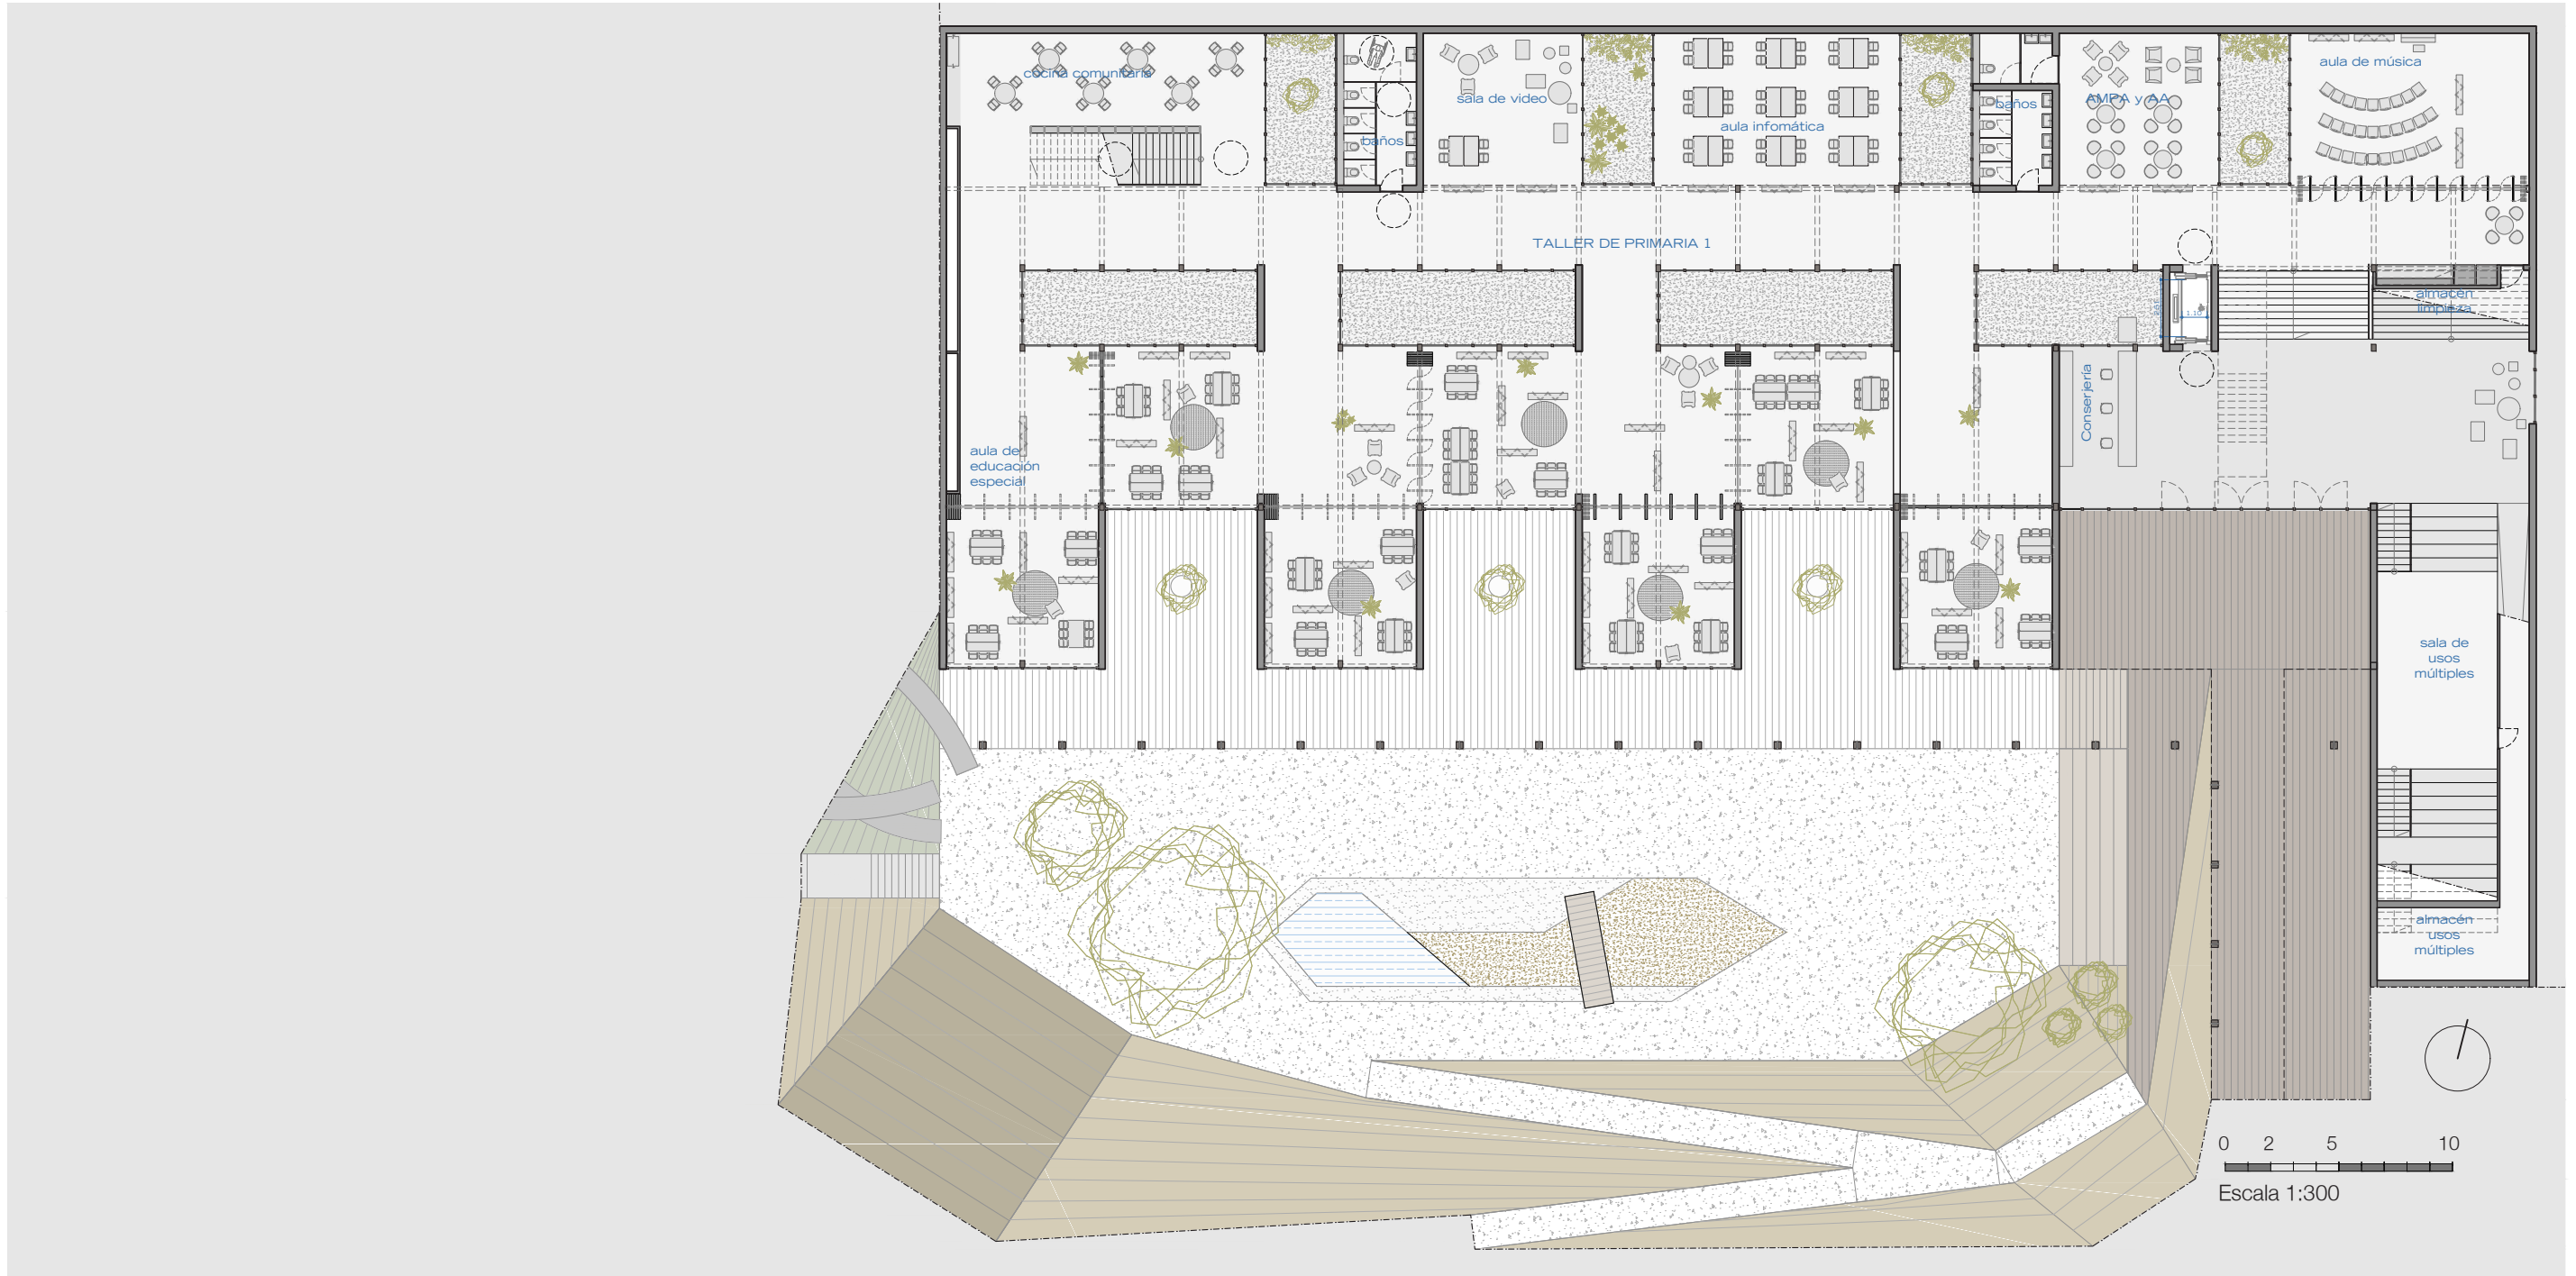 cocina comunitaria
sala de video
baños
aula infomática
baños
AMPA y AA
aula de música
TALLER DE PRIMARIA 1
almacén
limpieza
1.10
Conserjería
aula de
educación
especial
sala de
usos
múltiples
almacén
usos
múltiples
0 2 5 10
Escala 1:300